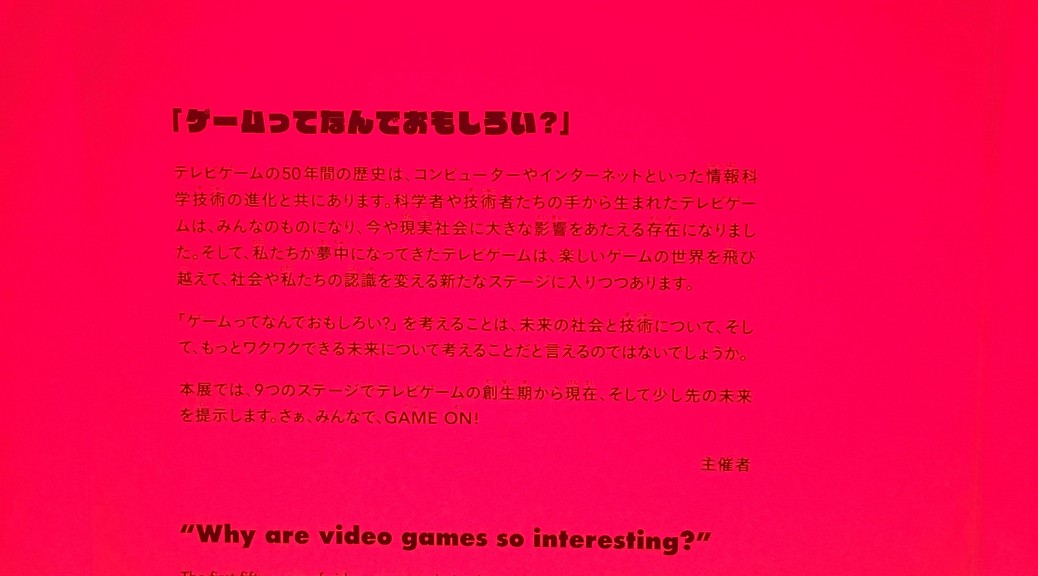 「ゲームってなんでおもしろい?」
テレビゲームの50年間の歴史は、コンピューターやインターネットといった情報科
学技術の進化と共にあります。科学者や技術者たちの手から生まれたテレビゲー
ムは、みんなのものになり、今や現実社会に大きな影響をあたえる存在になりまし
た。そして、私たちが夢中になってきたテレビゲームは、楽しいゲームの世界を飛び
越えて、社会や私たちの認識を変える新たなステージに入りつつあります。
「ゲームってなんておもしろい?」を考えることは、未来の社会と技術について、そし
て、もっとワクワクできる未来について考えることだと言えるのではないでしょうか。
本展では、9つのステージでテレビゲームの創生期から現在、そして少し先の未来
を提示します。さぁ、みんなで、GAME ON!
主催者
“Why are video games so interesting?”